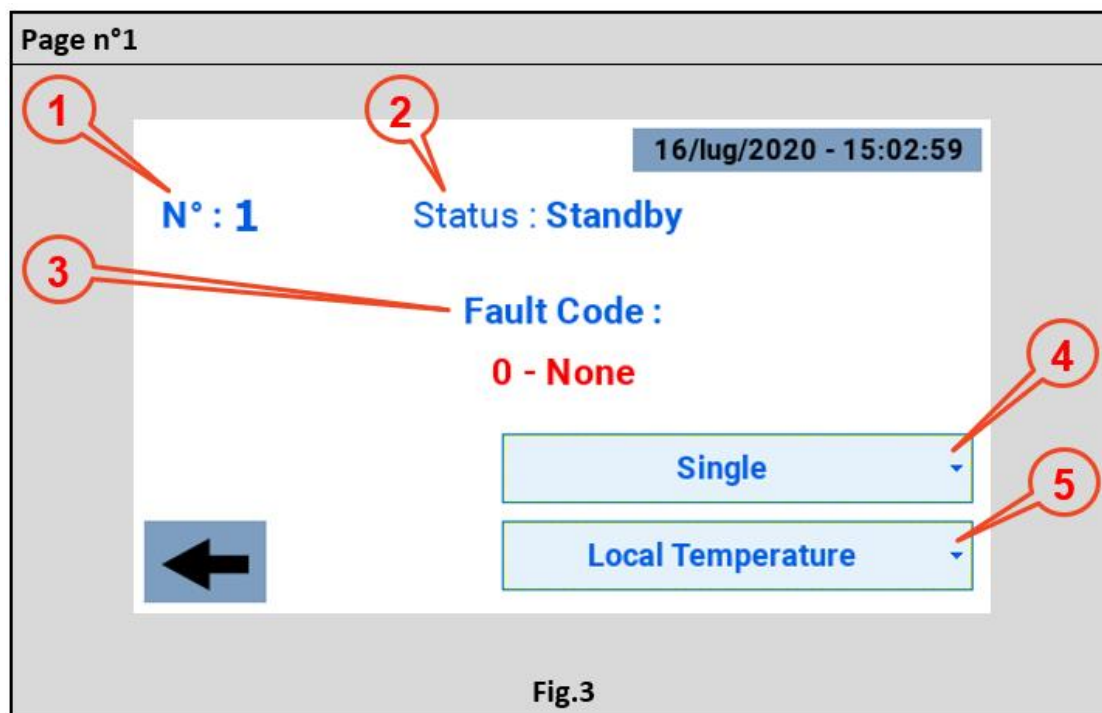 Page n°1
1
2
16/lug/2020 - 15:02:59
N° : 1
Status : Standby
3
Fault Code :
0 - None
4
Single
5
Local Temperature
Fig.3